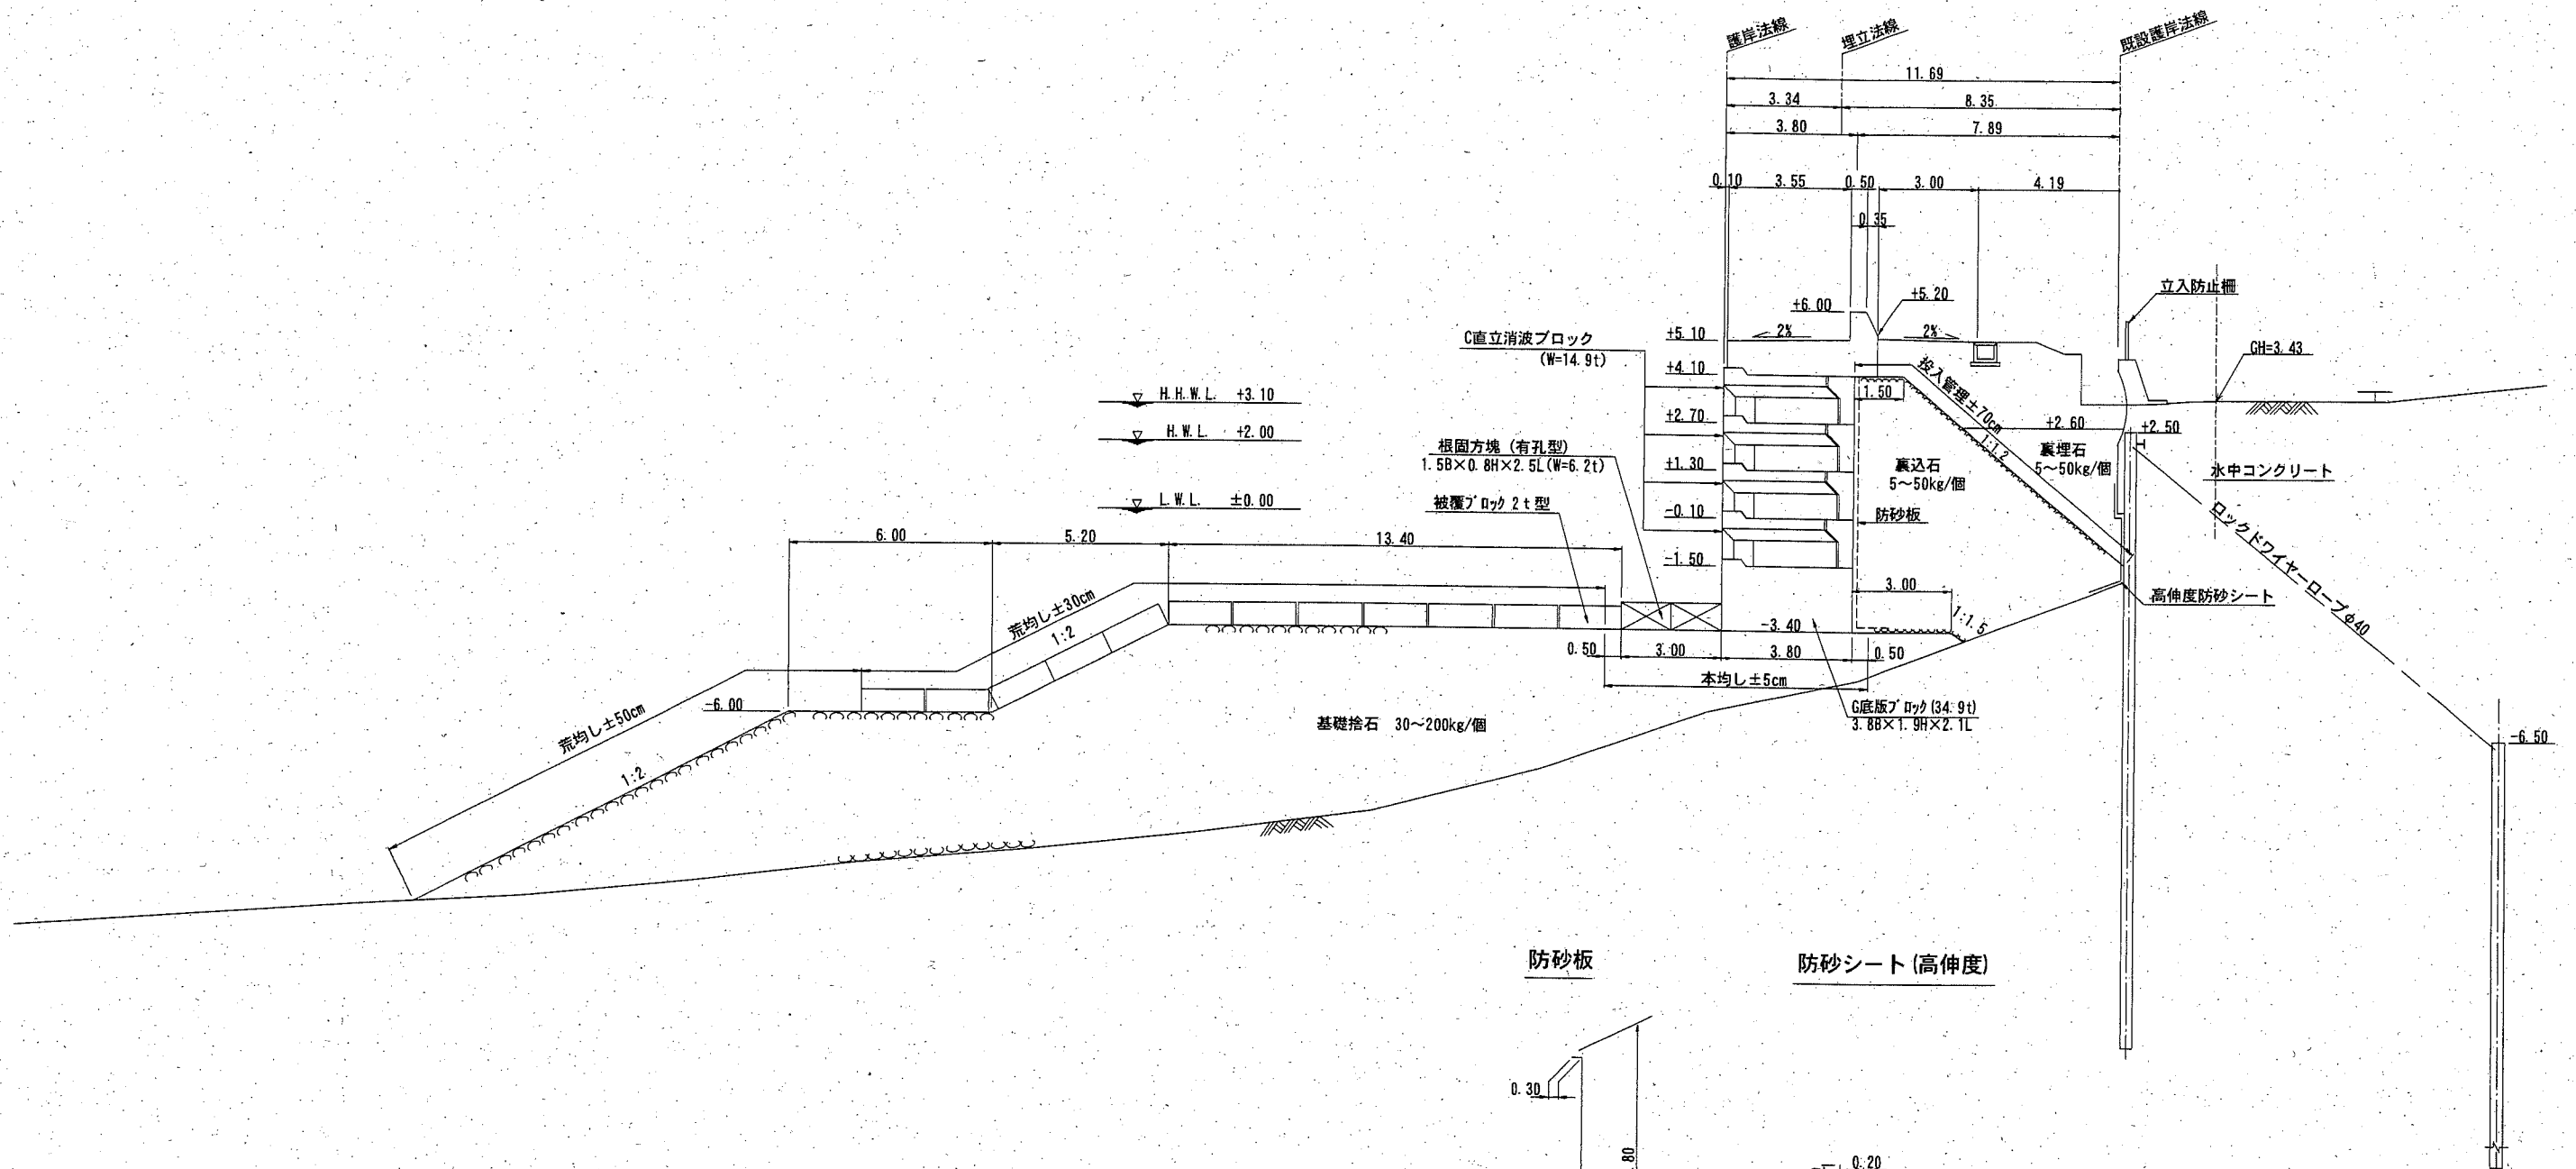 護岸法線
埋立法線
既設護岸法線
11.69
3.34
8.35
3.80
7.89
0.10
3.55
0.50
3.00
4.19
0.35
立入防止柵
+6.00
+5.20
C直立消波ブロック
(W=14.9t)
+5.10
2%
2%
GH=3.43
+4.10
投入管理±70cm
1.50
H.H.W.L. +3.10
+2.70
+2.60
+2.50
H.W.L. +2.00
根固方塊 (有孔型)
1.5B×0.8H×2.5L(W=6.2t)
+1.30
裏込石
5～50kg/個
1:1.2
裏埋石
5～50kg/個
水中コンクリート
L.W.L. ±0.00
被覆ブロック2t型
-0.10
防砂板
ロックドワイヤーロープφ40
6.00
5.20
13.40
-1.50
3.00
高伸度防砂シート
荒均し±30cm
1:2
-3.40
1:1.5
0.50
3.00
3.80
0.50
本均し±5cm
-6.00
荒均し±50cm
1:2
基礎捨石 30～200kg/個
G底版ブロック(34.9t)
3.8B×1.9H×2.1L
-6.50
防砂板
防砂シート(高伸度)
0.30
80
0.20